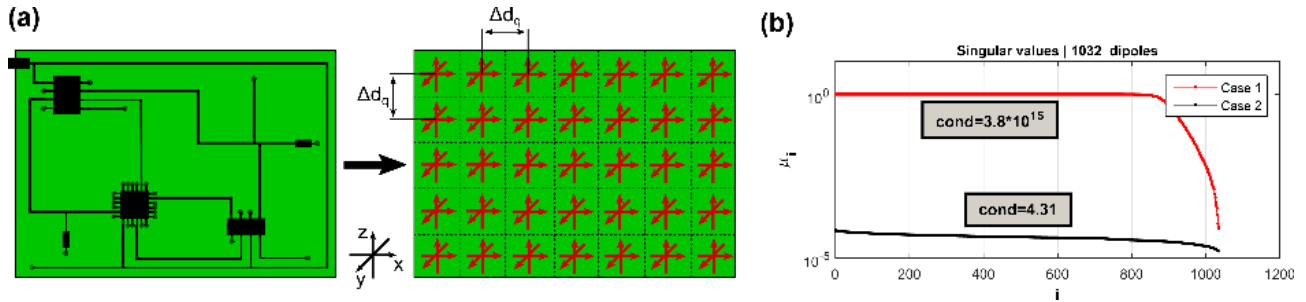 (a)
Δd_q
Δd_q
z
x
y
(b)
Singular values | 1032 dipoles
Case 1
Case 2
cond=3.8*10^15
cond=4.31
μ_i
10^0
10^-5
0 200 400 600 800 1000 1200
i